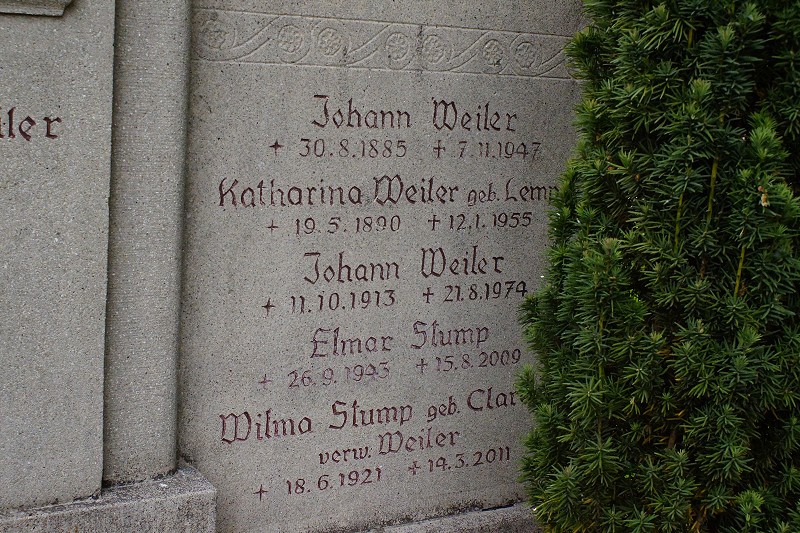 iler
Johann Weiler
+ 30.8.1885 + 7.11.1947
Katharina Weiler geb. Lemp
+ 19.5.1890 + 12.1.1955
Johann Weiler
+ 11.10.1913 + 21.8.1974
Elmar Stump
+ 26.9.1943 + 15.8.2009
Wilma Stump geb. Clar
verw. Weiler
+ 18.6.1921 + 14.3.2011